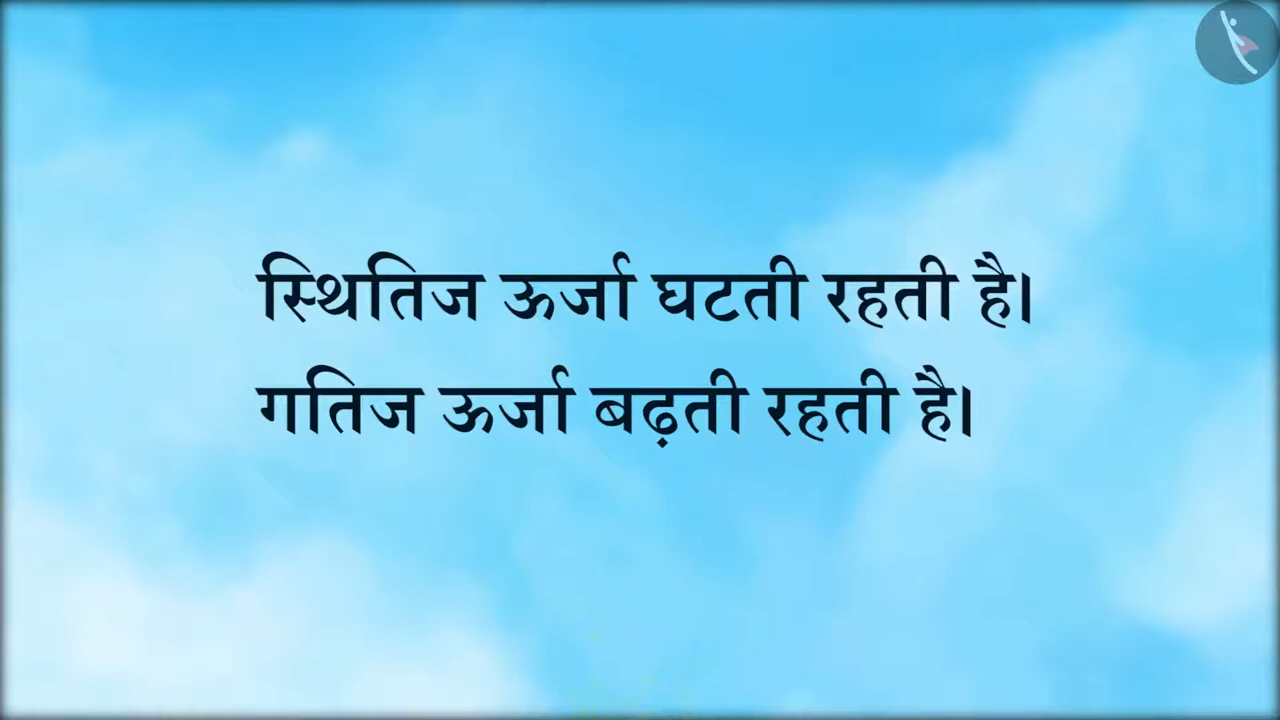 स्थितिज ऊर्जा घटती रहती है।
गतिज ऊर्जा बढ़ती रहती है।